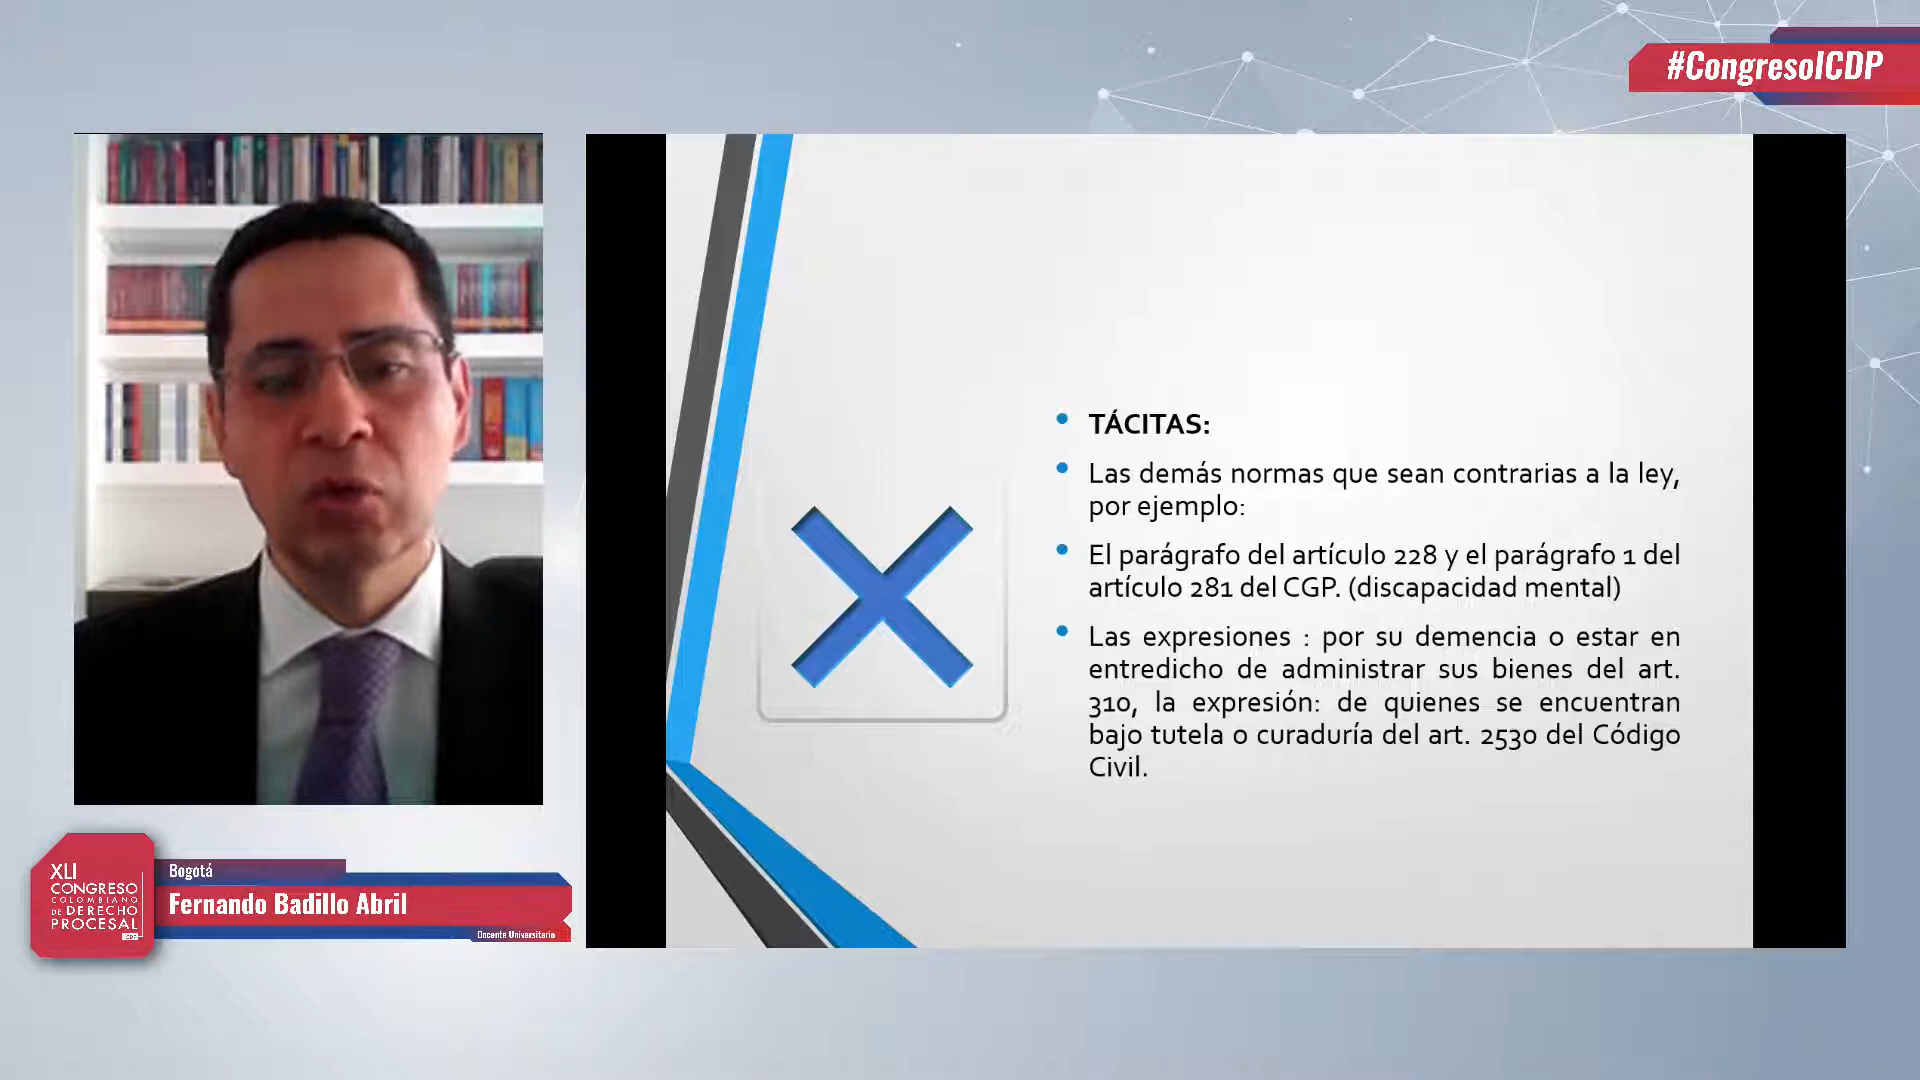 #CongresoICDP
TÁCITAS:
Las demás normas que sean contrarias a la ley,
por ejemplo:
El parágrafo del artículo 228 y el parágrafo 1 del
artículo 281 del CGP. (discapacidad mental)
Las expresiones : por su demencia o estar en
entredicho de administrar sus bienes del art.
310, la expresión: de quienes se encuentran
bajo tutela o curaduría del art. 2530 del Código
Civil.
XLI
CONGRESO
COLOMBIANO
DE DERECHO
PROCESAL
Bogotá
Fernando Badillo Abril
Docente Universitario